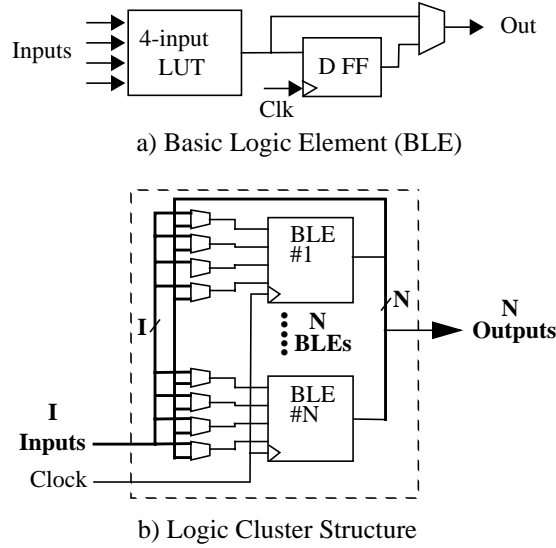 Inputs
4-input
LUT
D FF
Clk
Out
a) Basic Logic Element (BLE)
BLE
#1
I
N
BLEs
N
N
Outputs
BLE
#N
I
Inputs
Clock
b) Logic Cluster Structure